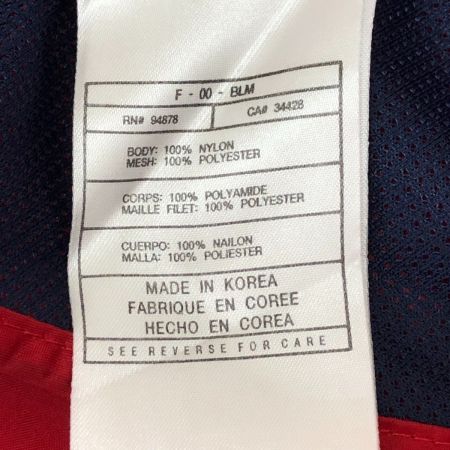 F - 00 - BLM
RN# 94878 CA# 34428
BODY: 100% NYLON
MESH: 100% POLYESTER
CORPS: 100% POLYAMIDE
MAILLE FILET: 100% POLYESTER
CUERPO: 100% NAILON
MALLA: 100% POLIESTER
MADE IN KOREA
FABRIQUE EN COREE
HECHO EN COREA
SEE REVERSE FOR CARE